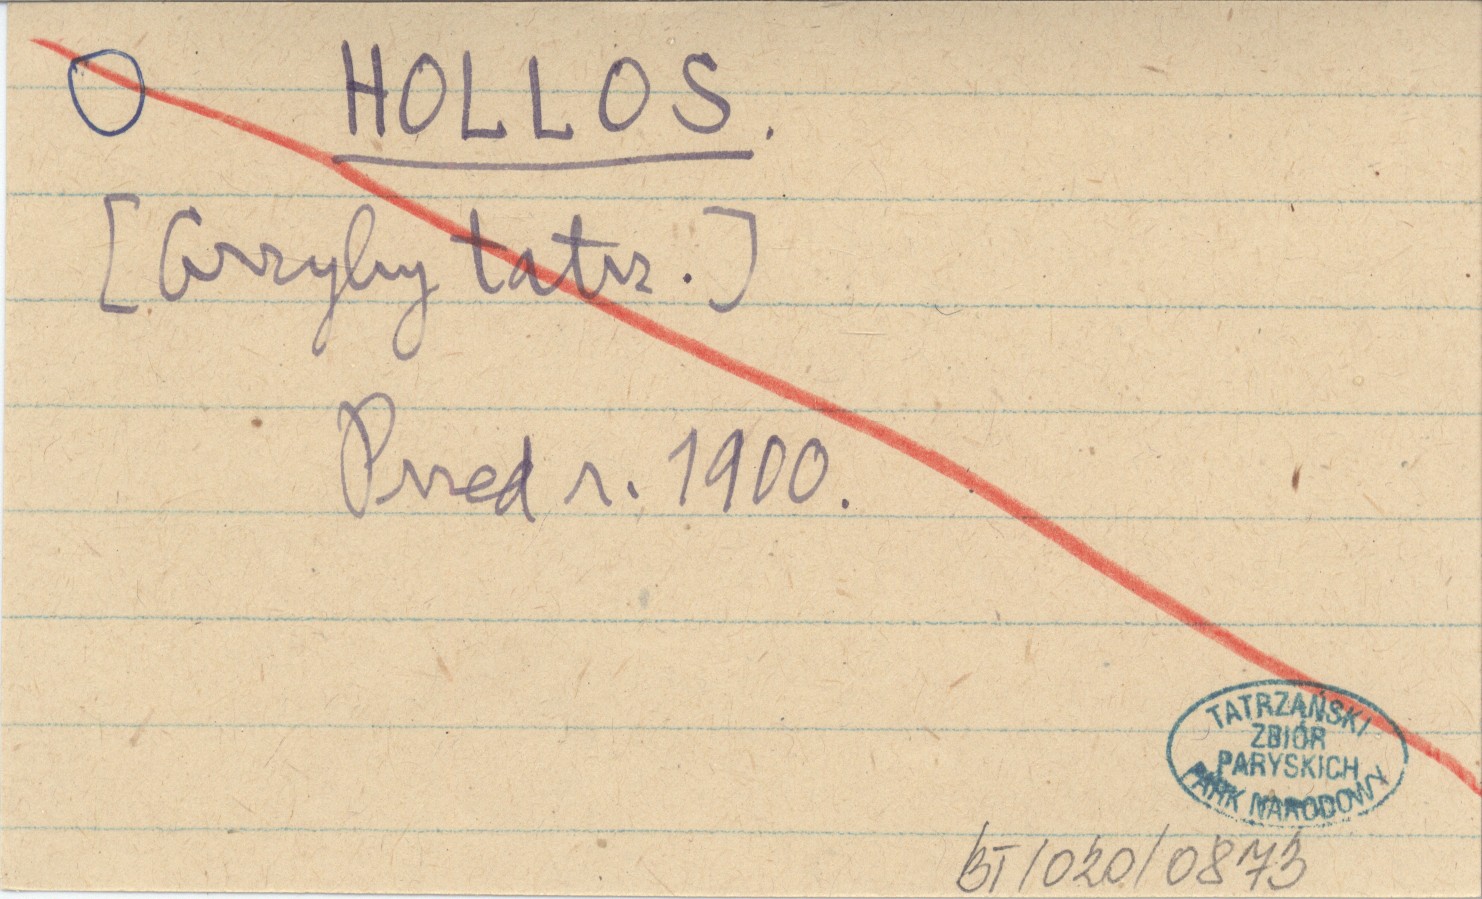 HOLLOS.
[Grzyby tatrz.]
Przed r. 1900.
TATRZAŃSKI
ZBIÓR
PARYSKICH
PARK NARODOWY
BT/020/0873